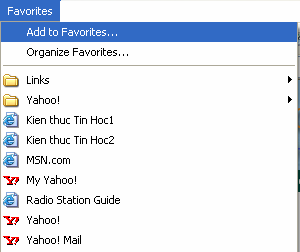 Favorites
Add to Favorites...
Organize Favorites...
Links
Yahoo!
Kien thuc Tin Hoc1
Kien thuc Tin Hoc2
MSN.com
My Yahoo!
Radio Station Guide
Yahoo!
Yahoo! Mail